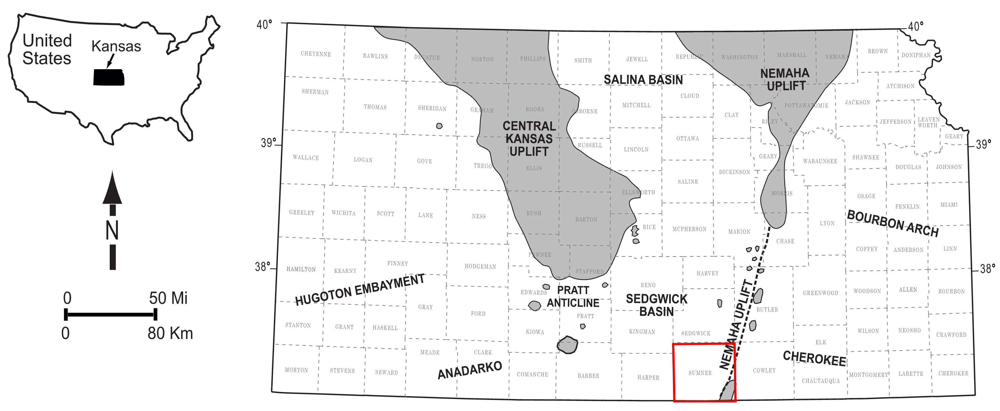 United
States
Kansas
N
0
50 Mi
0
80 Km
40°
40°
39°
39°
38°
38°
CHEYENNE
RAWLINS
DECATUR
NORTON
PHILLIPS
SMITH
JEWELL
REPUBLIC
WASHINGTON
MARSHALL
NEMAHA
BROWN
DONIPHAN
SALINA BASIN
NEMAHA
UPLIFT
SHERMAN
THOMAS
SHERIDAN
GRAHAM
ROOKS
OSBORNE
MITCHELL
CLOUD
CLAY
RILEY
POTTAWATOMIE
JACKSON
ATCHISON
JEFFERSON
LEAVEN
WORTH
GEARY
CENTRAL
KANSAS
UPLIFT
RUSSELL
LINCOLN
OTTAWA
WALLACE
LOGAN
GOVE
TREGO
ELLIS
ELLSWORTH
SALINE
DICKINSON
GEARY
WABAUNSEE
SHAWNEE
DOUGLAS
JOHNSON
MORRIS
OSAGE
FRNKLIN
MIAMI
GREELEY
WICHITA
SCOTT
LANE
NESS
RUSH
BARTON
RICE
MCPHERSON
MARION
CHASE
LYON
BOURBON ARCH
COFFEY
ANDERSON
LINN
HAMILTON
KEARNY
FINNEY
HODGEMAN
PAWNEE
STAFFORD
HUGOTON EMBAYMENT
EDWARDS
PRATT
ANTICLINE
RENO
HARVEY
SEDGWICK
BASIN
NEMAHA UPLIFT
BUTLER
GREENWOOD
WOODSON
ALLEN
BOURBON
STANTON
GRANT
HASKELL
GRAY
FORD
KIOWA
PRATT
KINGMAN
SEDGWICK
ELK
WILSON
NEOSHO
CRAWFORD
CHEROKEE
MORTON
STEVENS
SEWARD
MEADE
CLARK
ANADARKO
COMANCHE
BARBER
HARPER
SUMNER
COWLEY
CHAUTAUQUA
MONTGOMERY
LABETTE
CHEROKEE